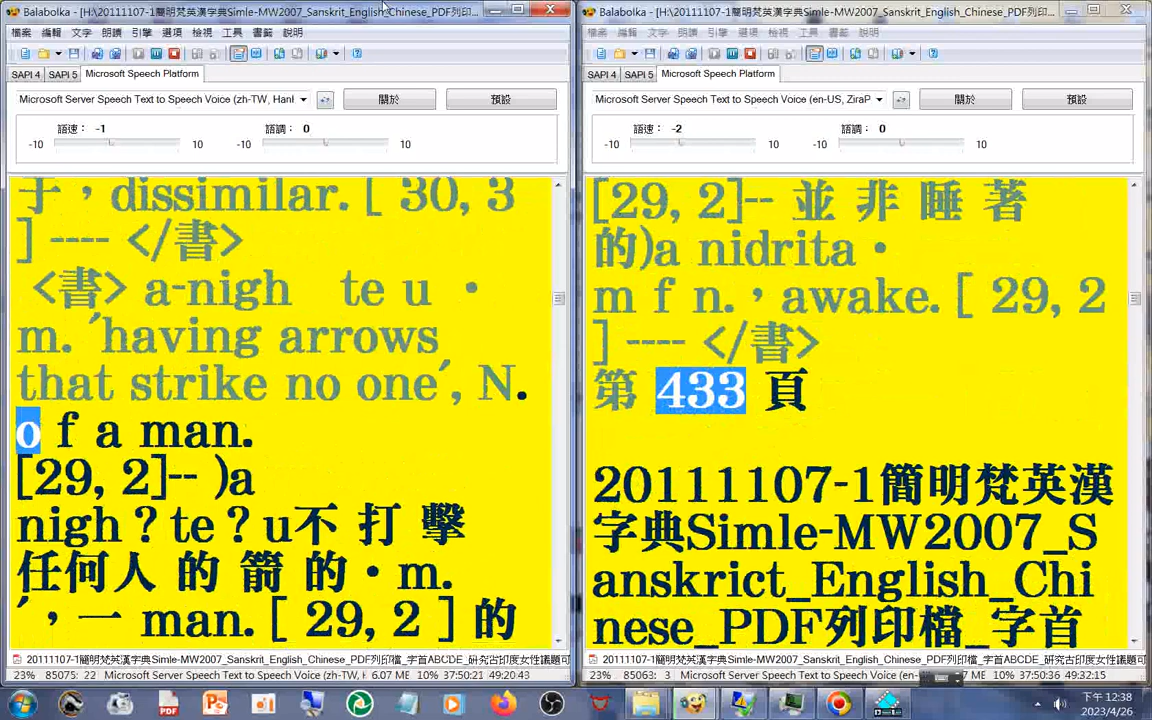 Balabolka - [H:\20111107-1簡明梵英漢字典Simle-MW2007_Sanskrit_English_Chinese_PDF列印...
檔案 編輯 文字 朗讀 引擎 選項 檢視 工具 書籤 說明
SAPI 4 SAPI 5 Microsoft Speech Platform
Microsoft Server Speech Text to Speech Voice (zh-TW, Hanl
關於
預設
語速： -1
語調： 0
-10 10 -10 10
于，dissimilar. [ 30, 3
] ---- </書>
<書> a-nigh te u •
m. ´having arrows
that strike no one´, N.
o f a man.
[29, 2]-- )a
nigh？te？u不 打 擊
任何人 的 箭 的•m.
´，一 man. [ 29, 2 ] 的
20111107-1簡明梵英漢字典Simle-MW2007_Sanskrit_English_Chinese_PDF列印檔_字首ABCDE_研究古印度女性議題可
23% 85075: 22 Microsoft Server Speech Text to Speech Voice (zh-TW, 6.07 ME 10% 37:50:21 49:20:43
Balabolka - [H:\20111107-1簡明梵英漢字典Simle-MW2007_Sanskrit_English_Chinese_PDF列印...
檔案 編輯 文字 朗讀 引擎 選項 檢視 工具 書籤 說明
SAPI 4 SAPI 5 Microsoft Speech Platform
Microsoft Server Speech Text to Speech Voice (en-US, ZiraP
關於
預設
語速： -2
語調： 0
-10 10 -10 10
[29, 2]-- 並 非 睡 著
的)a nidrita •
m f n.，awake. [ 29, 2
] ---- </書>
第 433 頁
20111107-1簡明梵英漢
字典Simle-MW2007_S
anskrict_English_Chi
nese_PDF列印檔_字首
20111107-1簡明梵英漢字典Simle-MW2007_Sanskrit_English_Chinese_PDF列印檔_字首ABCDE_研究古印度女性議題可
23% 85063: 3 Microsoft Server Speech Text to Speech Voice (en-us ME 10% 37:50:36 49:32:15
下午 12:38
2023/4/26